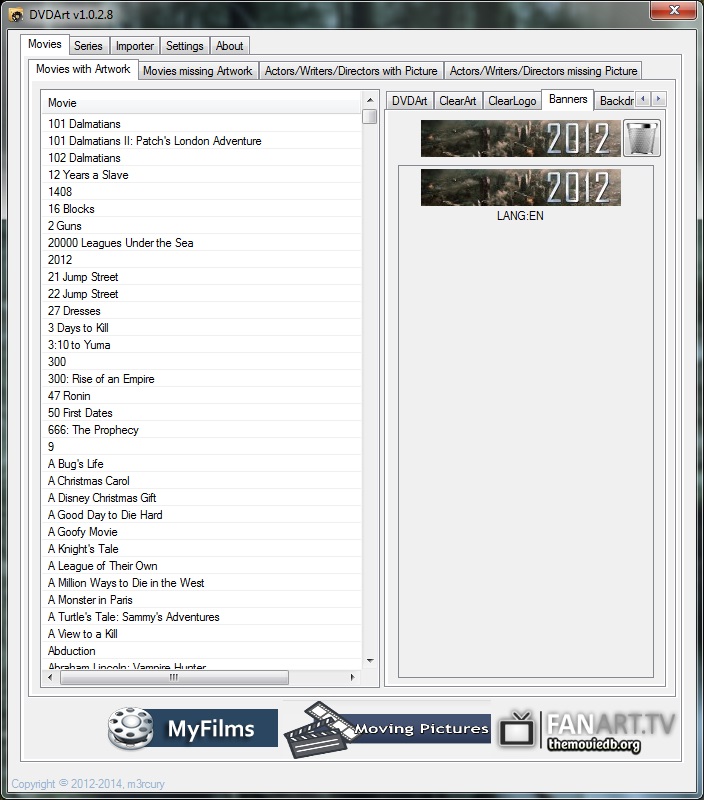 DVDArt v1.0.2.8
Movies Series Importer Settings About
Movies with Artwork Movies missing Artwork Actors/Writers/Directors with Picture Actors/Writers/Directors missing Picture
Movie
101 Dalmatians
101 Dalmatians II: Patch's London Adventure
102 Dalmatians
12 Years a Slave
1408
16 Blocks
2 Guns
20000 Leagues Under the Sea
2012
21 Jump Street
22 Jump Street
27 Dresses
3 Days to Kill
3:10 to Yuma
300
300: Rise of an Empire
47 Ronin
50 First Dates
666: The Prophecy
9
A Bug's Life
A Christmas Carol
A Disney Christmas Gift
A Good Day to Die Hard
A Goofy Movie
A Knight's Tale
A League of Their Own
A Million Ways to Die in the West
A Monster in Paris
A Turtle's Tale: Sammy's Adventures
A View to a Kill
Abduction
Abraham Lincoln: Vampire Hunter
DVDArt ClearArt ClearLogo Banners Backdr
2012
2012
LANG:EN
MyFilms
Moving Pictures
FANART.TV
themoviedb.org
Copyright © 2012-2014, m3rcury